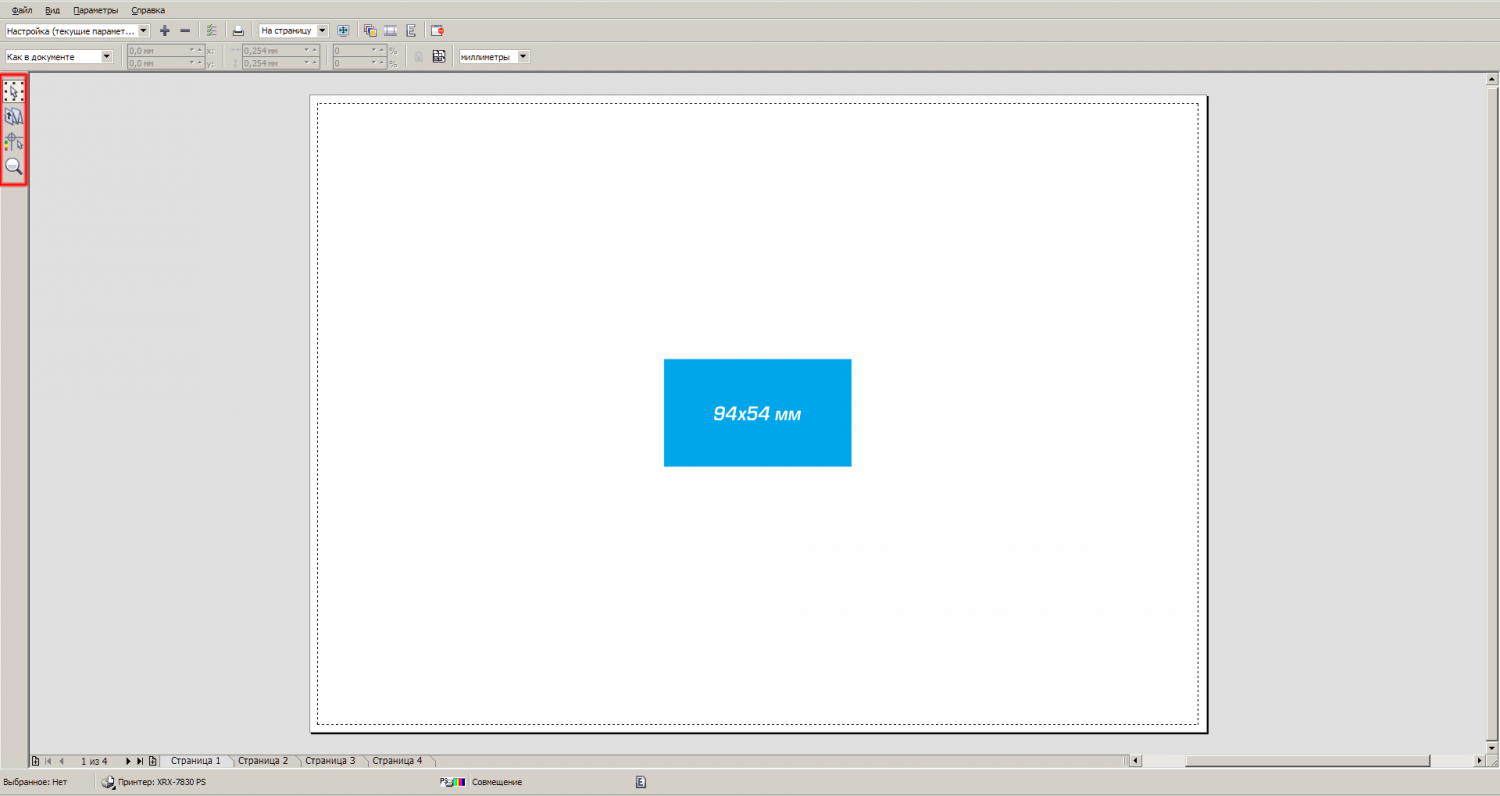 Файл Вид Параметры Справка
Настройка (текущие парамет... На страницу
Как в документе 0,0 мм x: 0,254 мм 0 % миллиметры
0,0 мм y: 0,254 мм 0 %
94x54 мм
1 из 4 Страница 1 Страница 2 Страница 3 Страница 4
Выбранное: Нет Принтер: XRX-7830 PS PS Совмещение